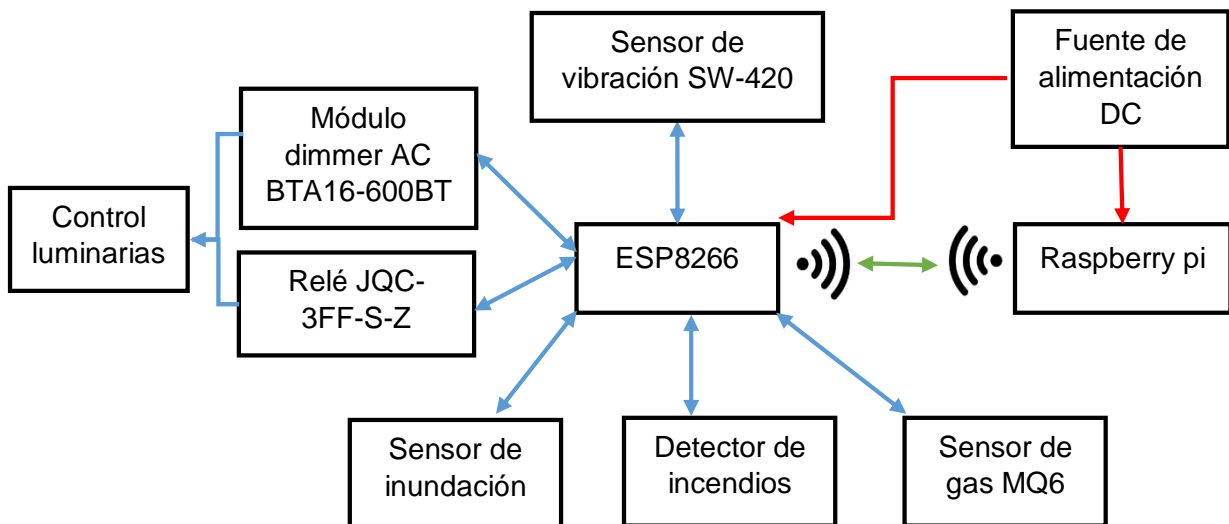 Sensor de
vibración SW-420
Fuente de
alimentación
DC
Módulo
dimmer AC
BTA16-600BT
Control
luminarias
ESP8266
Raspberry pi
Relé JQC-
3FF-S-Z
Sensor de
inundación
Detector de
incendios
Sensor de
gas MQ6